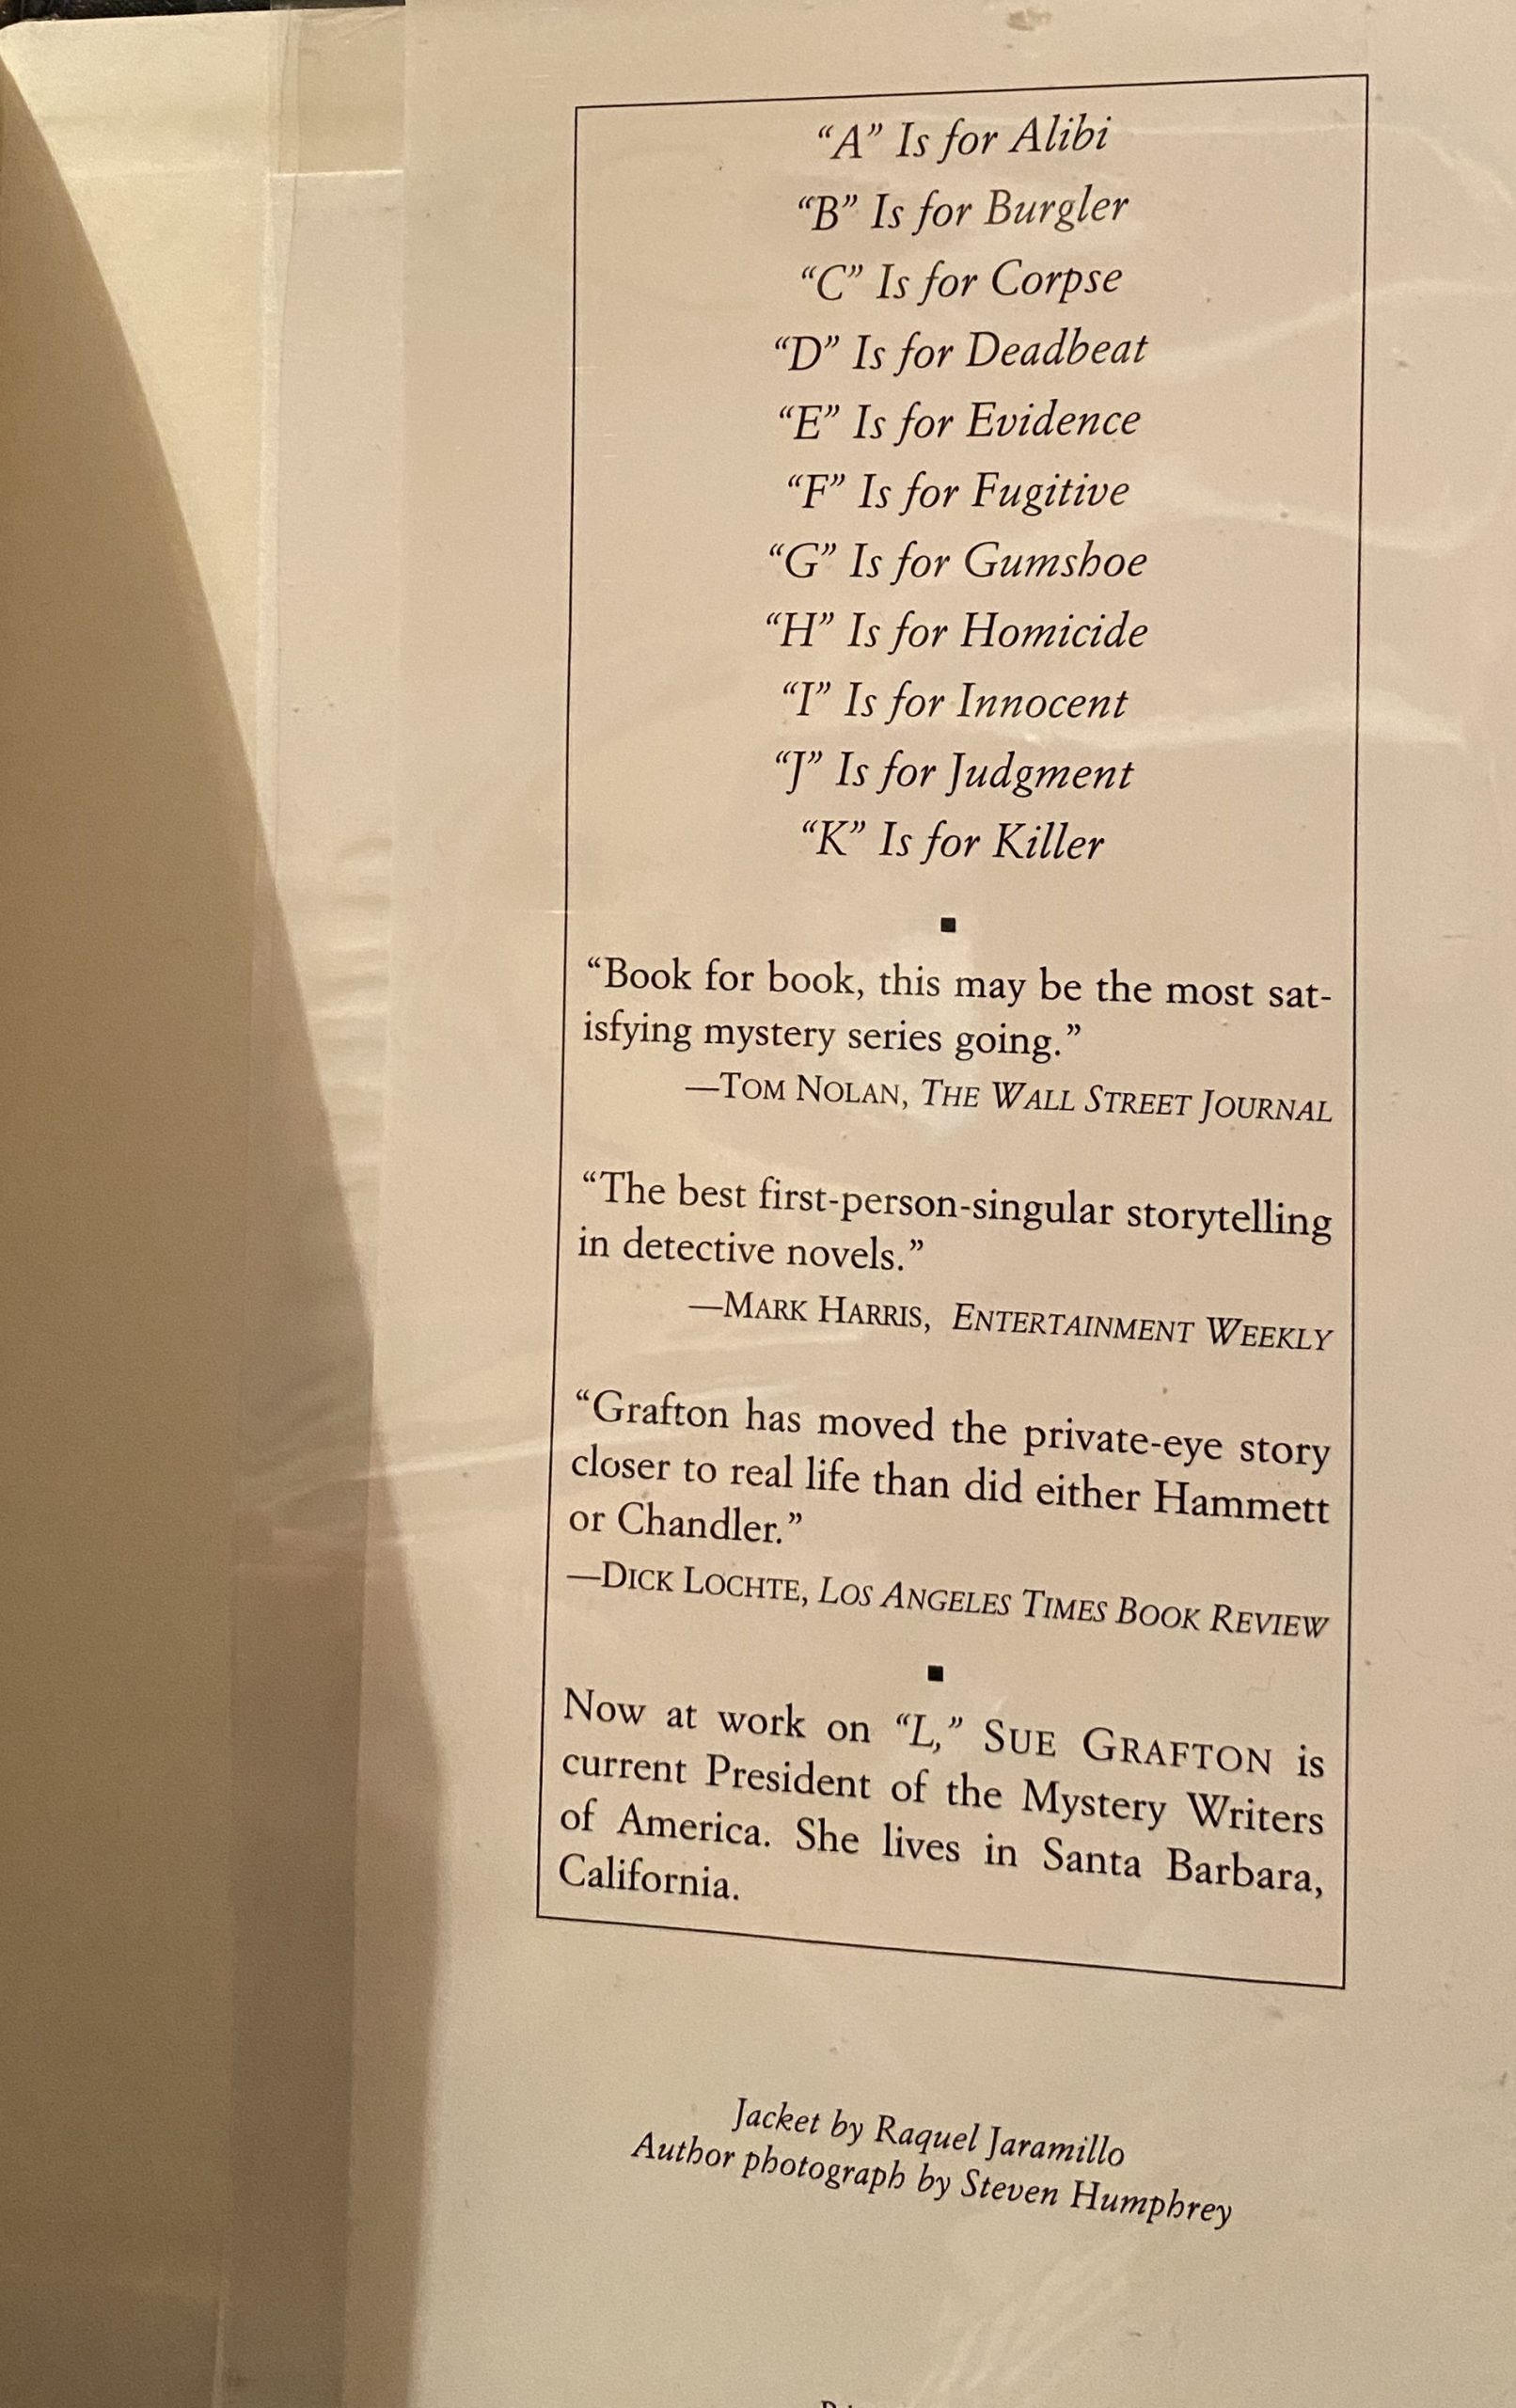 “A” Is for Alibi
“B” Is for Burgler
“C” Is for Corpse
“D” Is for Deadbeat
“E” Is for Evidence
“F” Is for Fugitive
“G” Is for Gumshoe
“H” Is for Homicide
“I” Is for Innocent
“J” Is for Judgment
“K” Is for Killer
“Book for book, this may be the most sat-
isfying mystery series going.”
—TOM NOLAN, THE WALL STREET JOURNAL
“The best first-person-singular storytelling
in detective novels.”
—MARK HARRIS, ENTERTAINMENT WEEKLY
“Grafton has moved the private-eye story
closer to real life than did either Hammett
or Chandler.”
—DICK LOCHTE, LOS ANGELES TIMES BOOK REVIEW
Now at work on “L,” SUE GRAFTON is
current President of the Mystery Writers
of America. She lives in Santa Barbara,
California.
Jacket by Raquel Jaramillo
Author photograph by Steven Humphrey